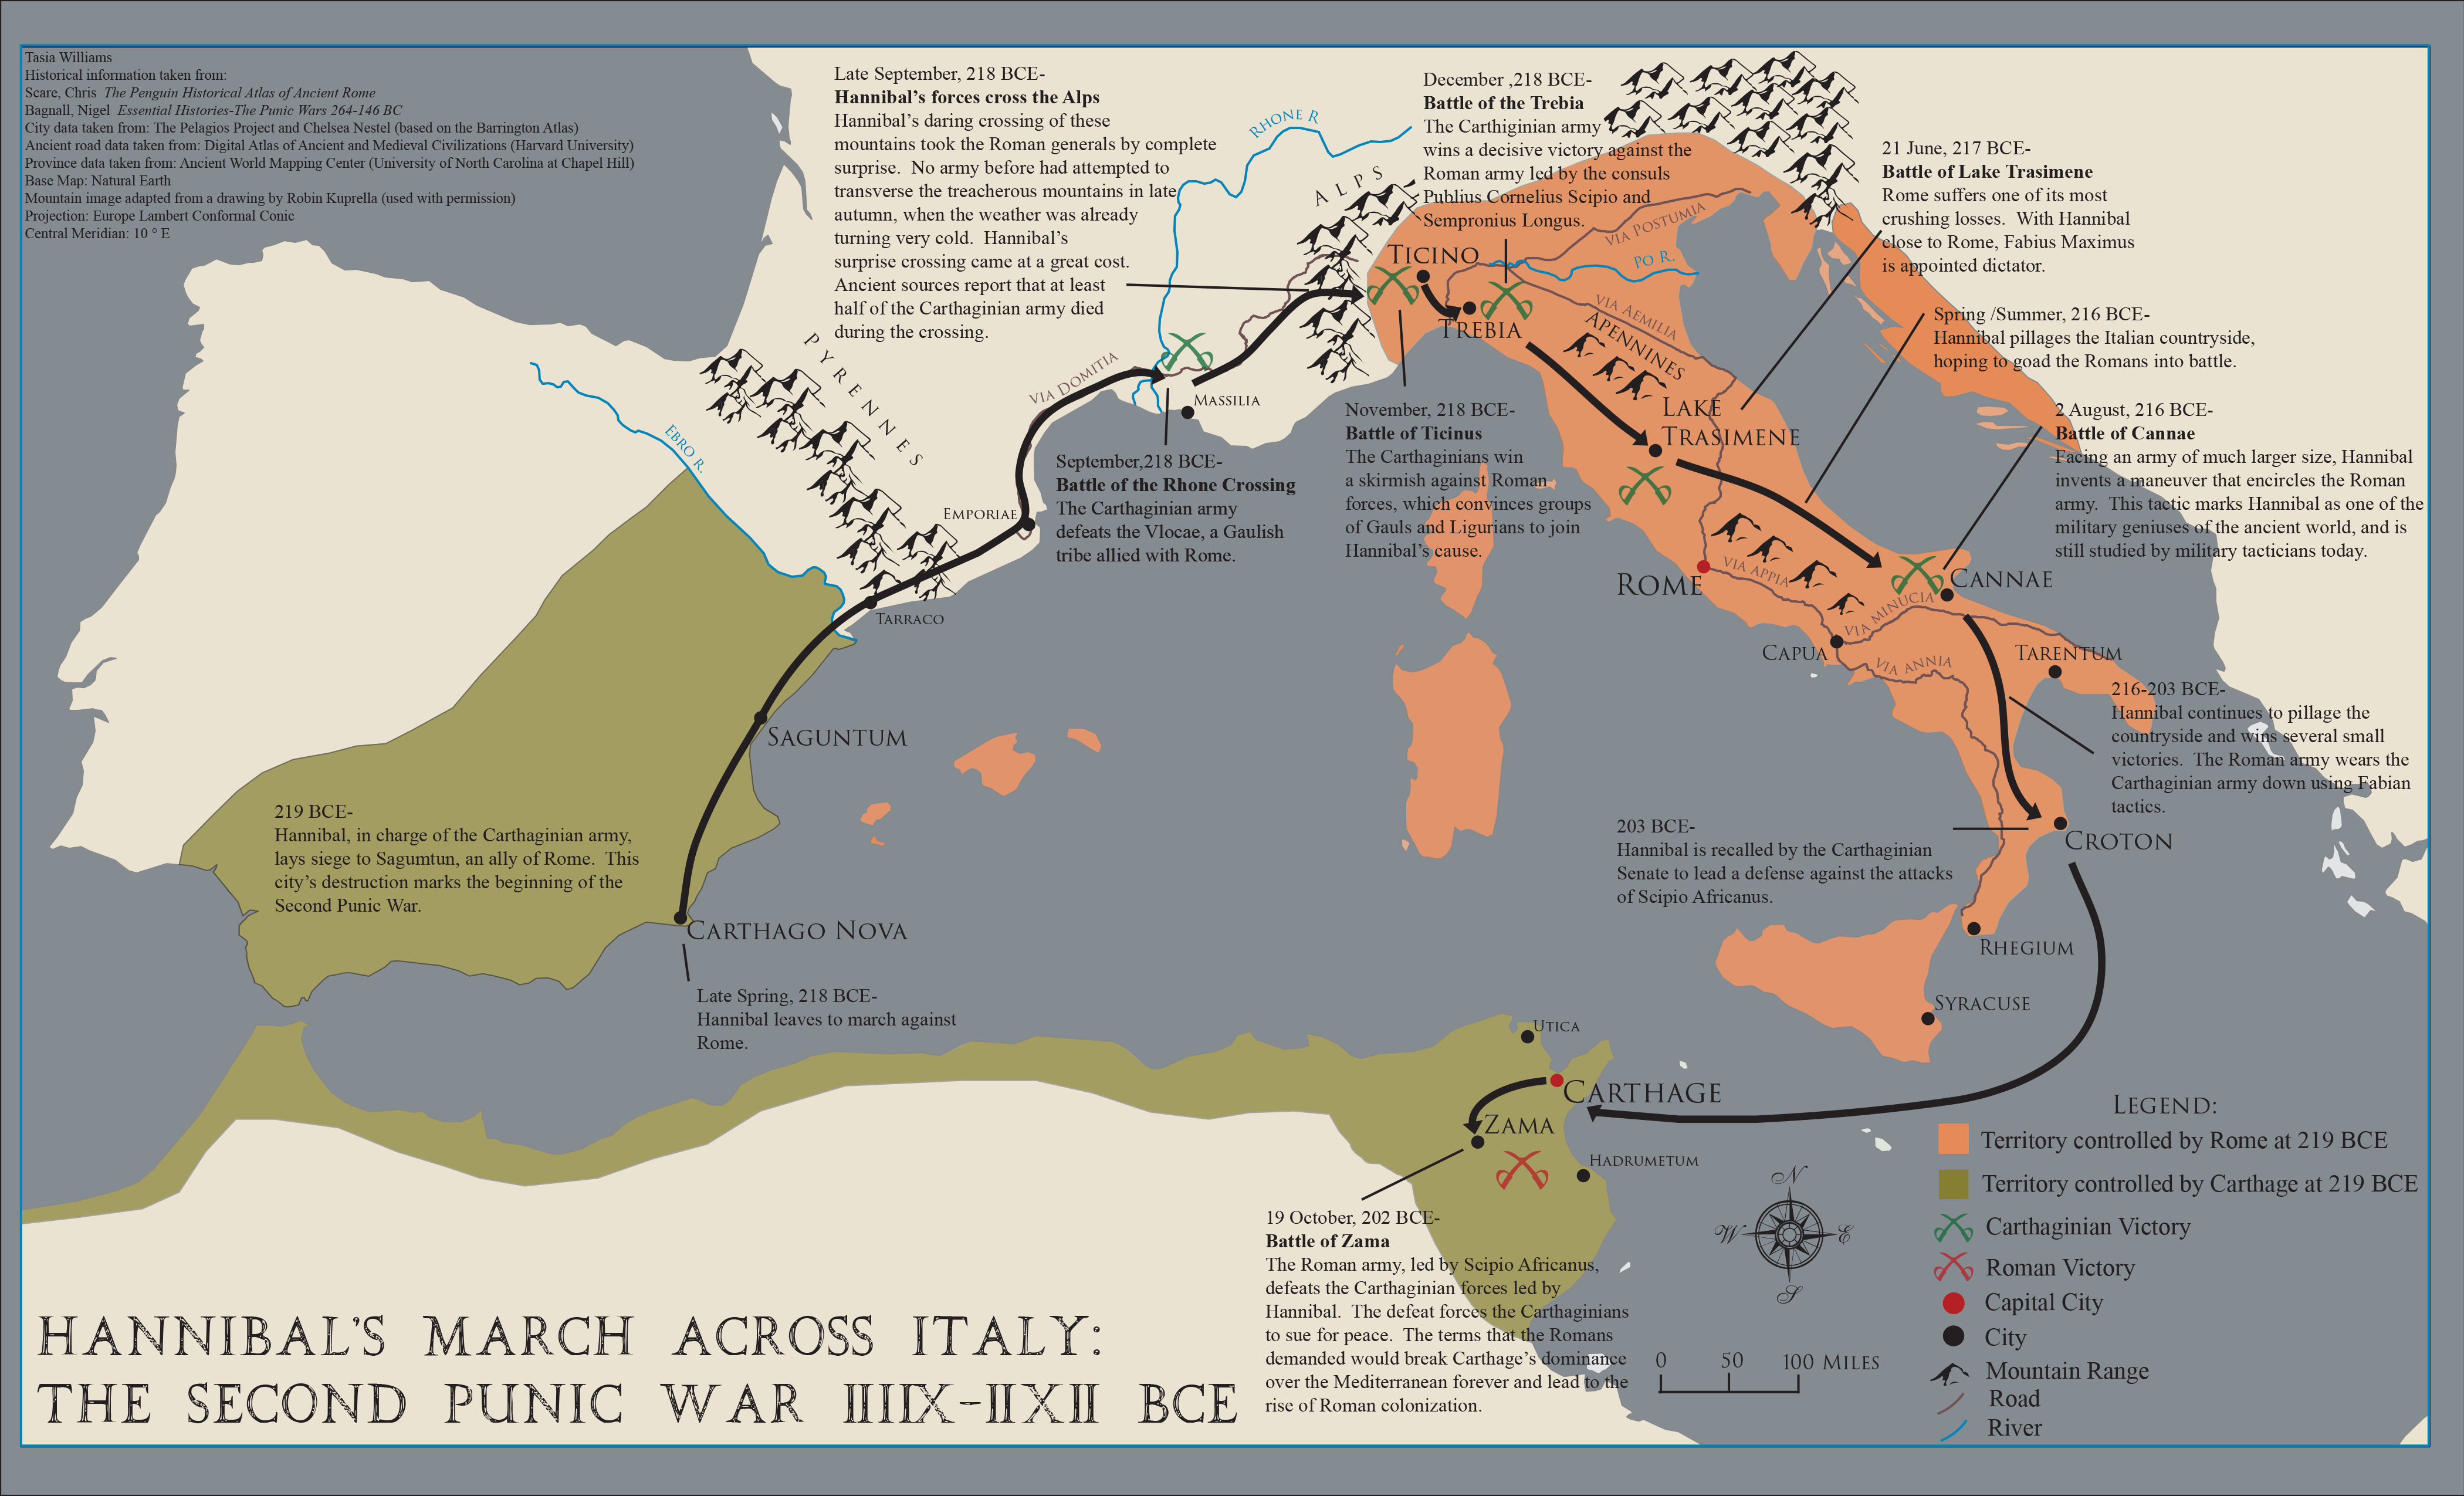 Tasia Williams
Historical information taken from:
Scare, Chris The Penguin Historical Atlas of Ancient Rome
Bagnall, Nigel Essential Histories-The Punic Wars 264-146 BC
City data taken from: The Pelagios Project and Chelsea Nestel (based on the Barrington Atlas)
Ancient road data taken from: Digital Atlas of Ancient and Medieval Civilizations (Harvard University)
Province data taken from: Ancient World Mapping Center (University of North Carolina at Chapel Hill)
Base Map: Natural Earth
Mountain image adapted from a drawing by Robin Kuprella (used with permission)
Projection: Europe Lambert Conformal Conic
Central Meridian: 10 ° E
Late September, 218 BCE-
Hannibal's forces cross the Alps
Hannibal's daring crossing of these
mountains took the Roman generals by complete
surprise. No army before had attempted to
transverse the treacherous mountains in late
autumn, when the weather was already
turning very cold. Hannibal's
surprise crossing came at a great cost.
Ancient sources report that at least
half of the Carthaginian army died
during the crossing.
RHONE R
ALPS
December ,218 BCE-
Battle of the Trebia
The Carthiginian army
wins a decisive victory against the
Roman army led by the consuls
Publius Cornelius Scipio and
Sempronius Longus.
21 June, 217 BCE-
Battle of Lake Trasimene
Rome suffers one of its most
crushing losses. With Hannibal
close to Rome, Fabius Maximus
is appointed dictator.
VIA POSTUMIA
PO R.
TICINO
TREBIA
VIA AEMILIA
APENNINES
Spring /Summer, 216 BCE-
Hannibal pillages the Italian countryside,
hoping to goad the Romans into battle.
PYRENNES
EBRO R.
VIA DOMITIA
MASSILIA
EMPORIAE
TARRACO
September,218 BCE-
Battle of the Rhone Crossing
The Carthaginian army
defeats the Vlocae, a Gaulish
tribe allied with Rome.
November, 218 BCE-
Battle of Ticinus
The Carthaginians win
a skirmish against Roman
forces, which convinces groups
of Gauls and Ligurians to join
Hannibal's cause.
LAKE
TRASIMENE
2 August, 216 BCE-
Battle of Cannae
Facing an army of much larger size, Hannibal
invents a maneuver that encircles the Roman
army. This tactic marks Hannibal as one of the
military geniuses of the ancient world, and is
still studied by military tacticians today.
ROME
VIA APPIA
CANNAE
VIA MINUCIA
CAPUA
VIA ANNIA
TARENTUM
216-203 BCE-
Hannibal continues to pillage the
countryside and wins several small
victories. The Roman army wears the
Carthaginian army down using Fabian
tactics.
SAGUNTUM
219 BCE-
Hannibal, in charge of the Carthaginian army,
lays siege to Sagumtun, an ally of Rome. This
city's destruction marks the beginning of the
Second Punic War.
CARTHAGO NOVA
Late Spring, 218 BCE-
Hannibal leaves to march against
Rome.
203 BCE-
Hannibal is recalled by the Carthaginian
Senate to lead a defense against the attacks
of Scipio Africanus.
CROTON
RHEGIUM
SYRACUSE
UTICA
CARTHAGE
ZAMA
HADRUMETUM
19 October, 202 BCE-
Battle of Zama
The Roman army, led by Scipio Africanus,
defeats the Carthaginian forces led by
Hannibal. The defeat forces the Carthaginians
to sue for peace. The terms that the Romans
demanded would break Carthage's dominance
over the Mediterranean forever and lead to the
rise of Roman colonization.
N
W
E
S
0 50 100 MILES
LEGEND:
Territory controlled by Rome at 219 BCE
Territory controlled by Carthage at 219 BCE
Carthaginian Victory
Roman Victory
Capital City
City
Mountain Range
Road
River
HANNIBAL'S MARCH ACROSS ITALY:
THE SECOND PUNIC WAR IIIIX-IIXII BCE